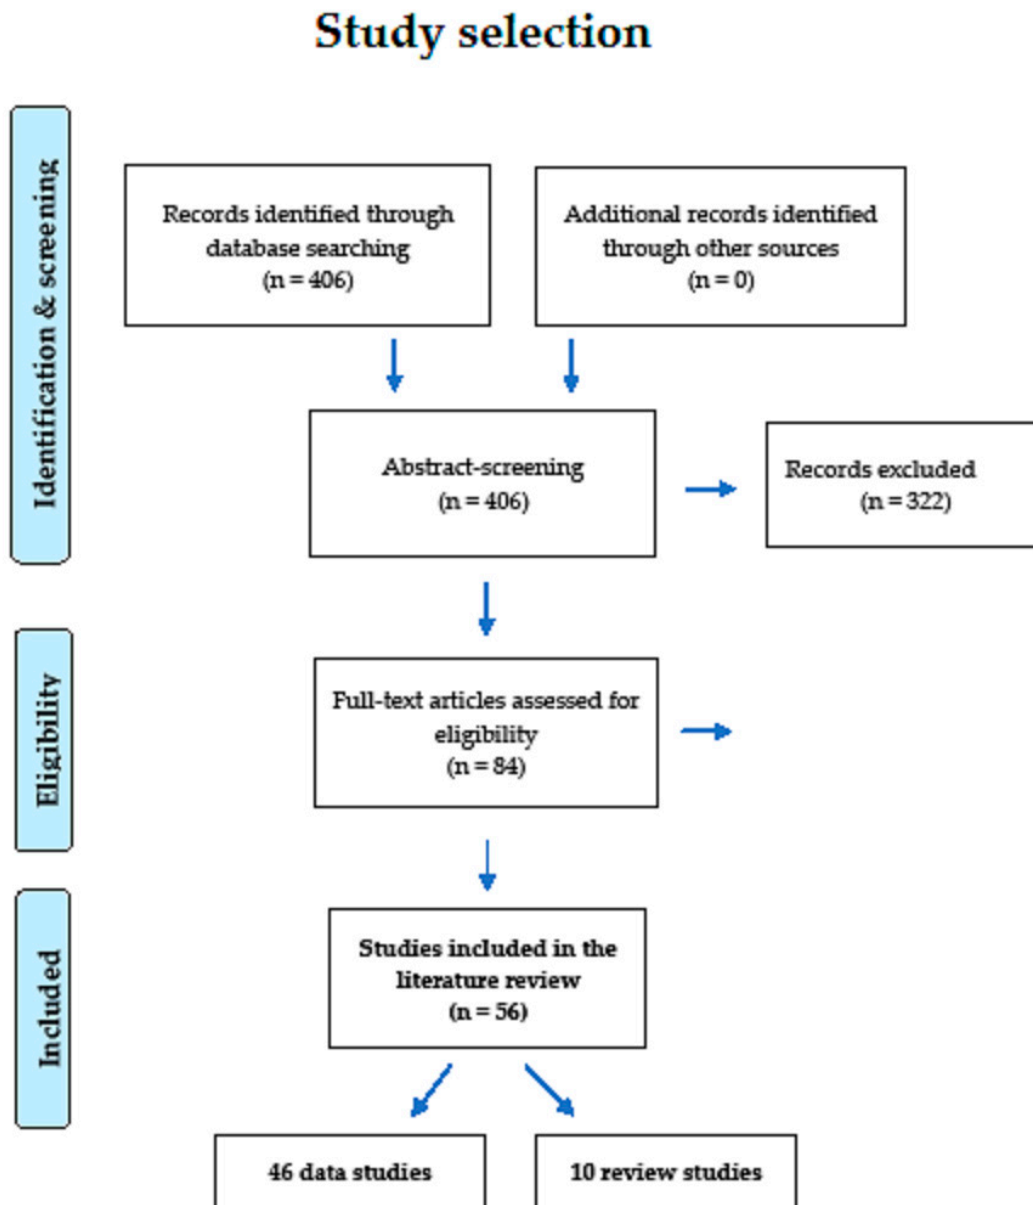 Study selection
Identification & screening
Records identified through
database searching
(n = 406)
Additional records identified
through other sources
(n = 0)
Abstract-screening
(n = 406)
Records excluded
(n = 322)
Eligibility
Full-text articles assessed for
eligibility
(n = 84)
Included
Studies included in the
literature review
(n = 56)
46 data studies
10 review studies